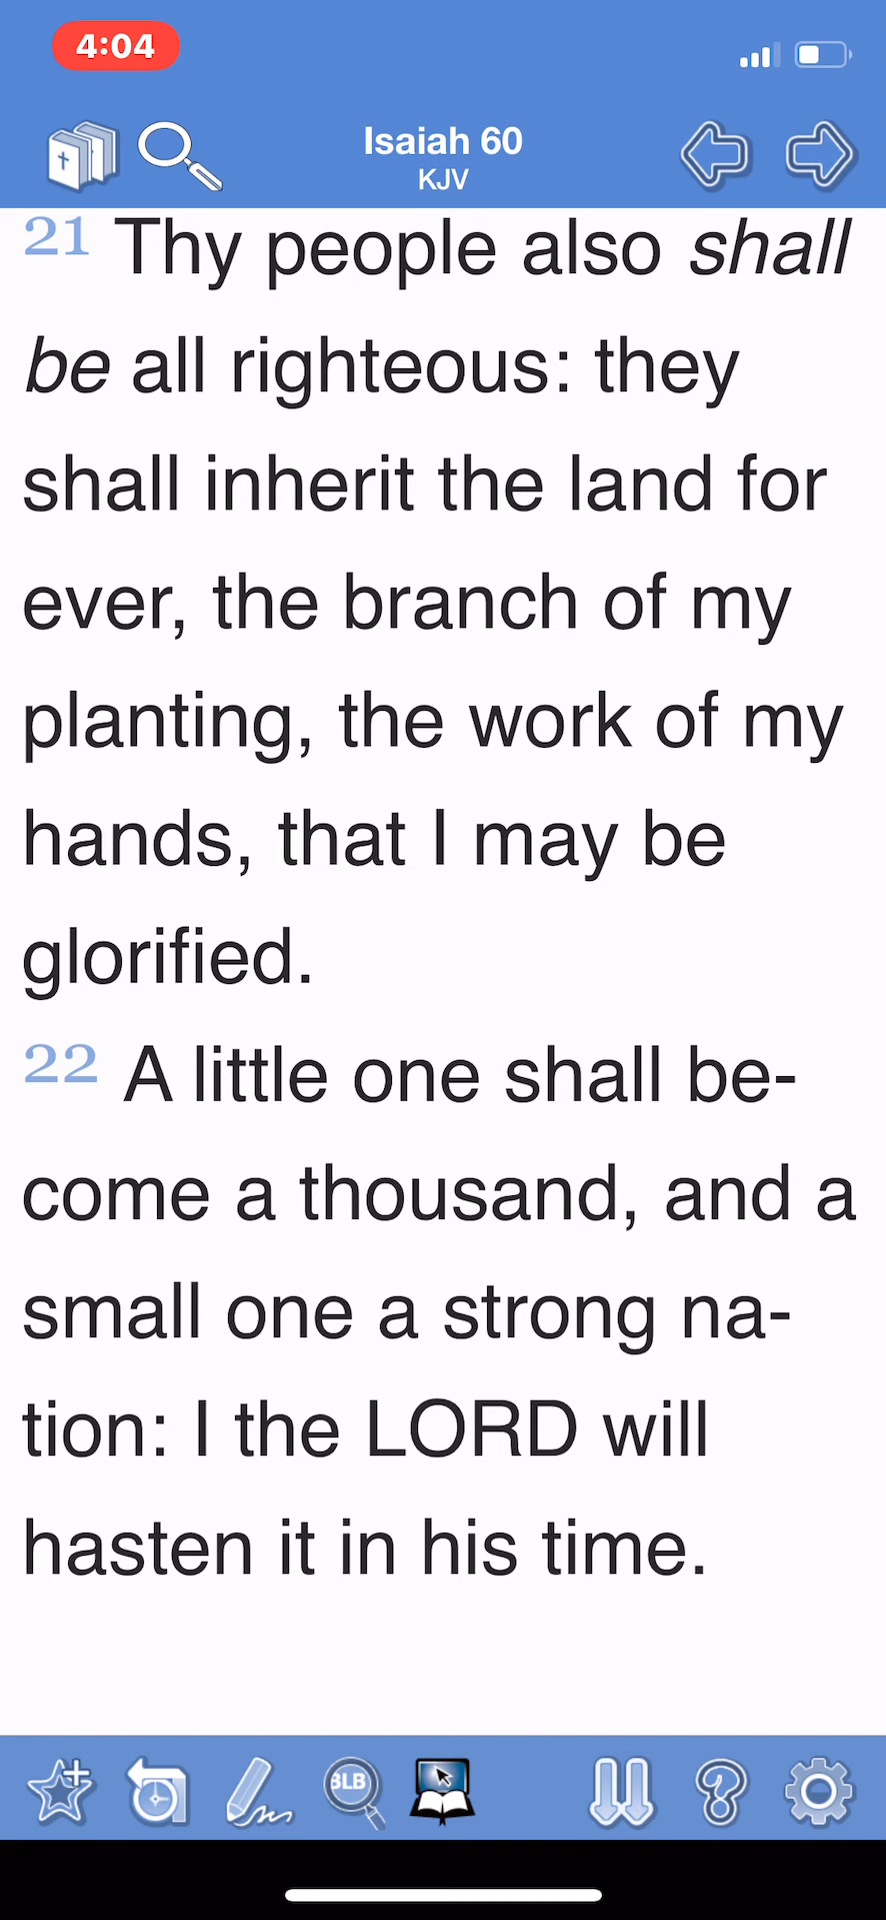 4:04
Isaiah 60
KJV
21 Thy people also shall
be all righteous: they
shall inherit the land for
ever, the branch of my
planting, the work of my
hands, that I may be
glorified.
22 A little one shall be-
come a thousand, and a
small one a strong na-
tion: I the LORD will
hasten it in his time.
BLB